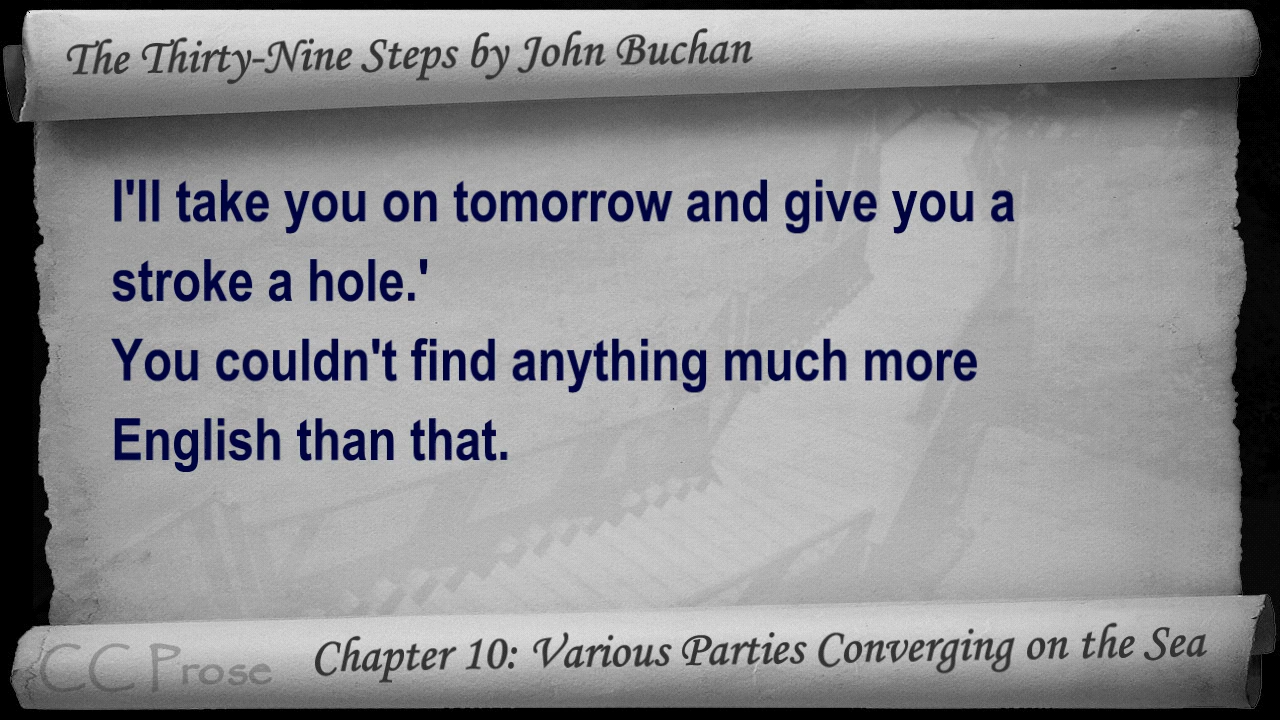 The Thirty-Nine Steps by John Buchan
I'll take you on tomorrow and give you a
stroke a hole.'
You couldn't find anything much more
English than that.
CC Prose
Chapter 10: Various Parties Converging on the Sea